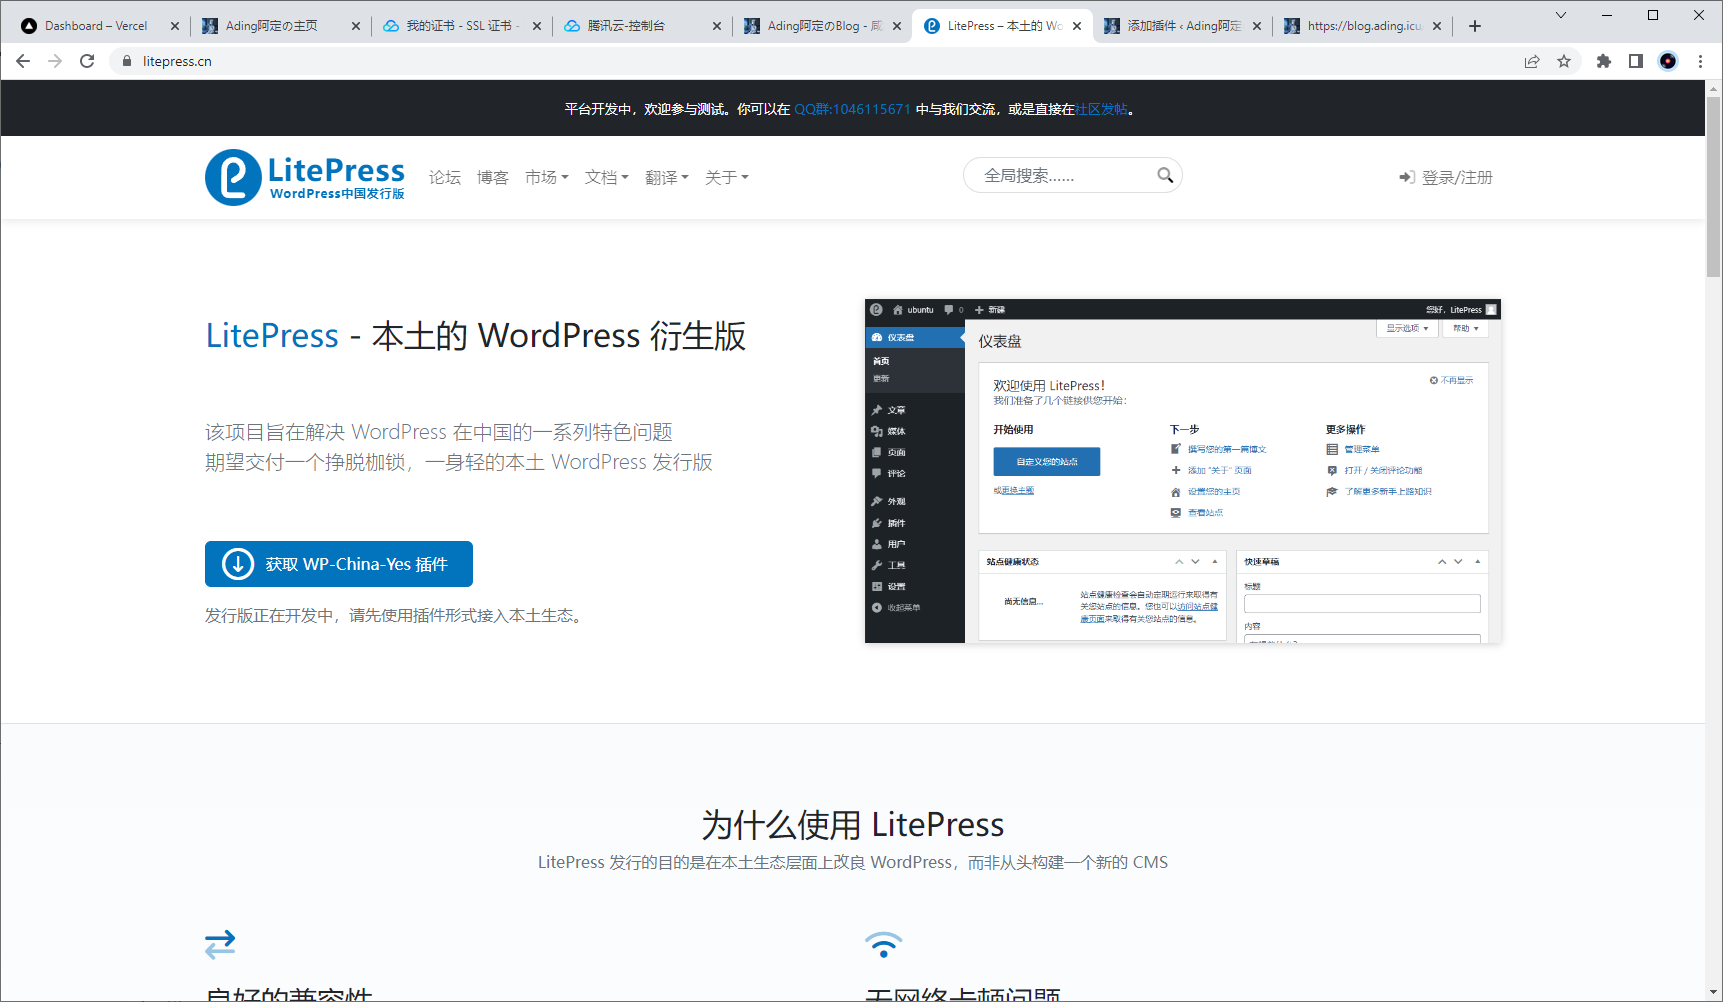 Dashboard – Vercel
Ading阿定の主页
我的证书 - SSL 证书 -
腾讯云-控制台
Ading阿定のBlog - 咸
LitePress – 本土的 Wo
添加插件 ‹ Ading阿定
https://blog.ading.icu
litepress.cn
平台开发中，欢迎参与测试。你可以在 QQ群:1046115671 中与我们交流，或是直接在社区发帖。
LitePress
WordPress中国发行版
论坛 博客 市场 文档 翻译 关于
全局搜索......
登录/注册
LitePress - 本土的 WordPress 衍生版
该项目旨在解决 WordPress 在中国的一系列特色问题
期望交付一个挣脱枷锁，一身轻的本土 WordPress 发行版
获取 WP-China-Yes 插件
发行版正在开发中，请先使用插件形式接入本土生态。
ubuntu 0 新建
您好，LitePress
显示选项 帮助
仪表盘
首页
更新
文章
媒体
页面
评论
外观
插件
用户
工具
设置
收起菜单
仪表盘
欢迎使用 LitePress！
不再显示
我们准备了几个链接供您开始：
开始使用
自定义您的站点
或更换主题
下一步
撰写您的第一篇博文
添加 “关于” 页面
设置您的主页
查看站点
更多操作
管理菜单
打开 / 关闭评论功能
了解更多新手上路知识
站点健康状态
尚无信息...
站点健康检查会自动定期运行来取得有
关您站点的信息。您也可以访问站点健
康页面来取得有关您站点的信息。
快速草稿
标题
内容
为什么使用 LitePress
LitePress 发行的目的是在本土生态层面上改良 WordPress，而非从头构建一个新的 CMS
良好的兼容性
无网络卡顿问题